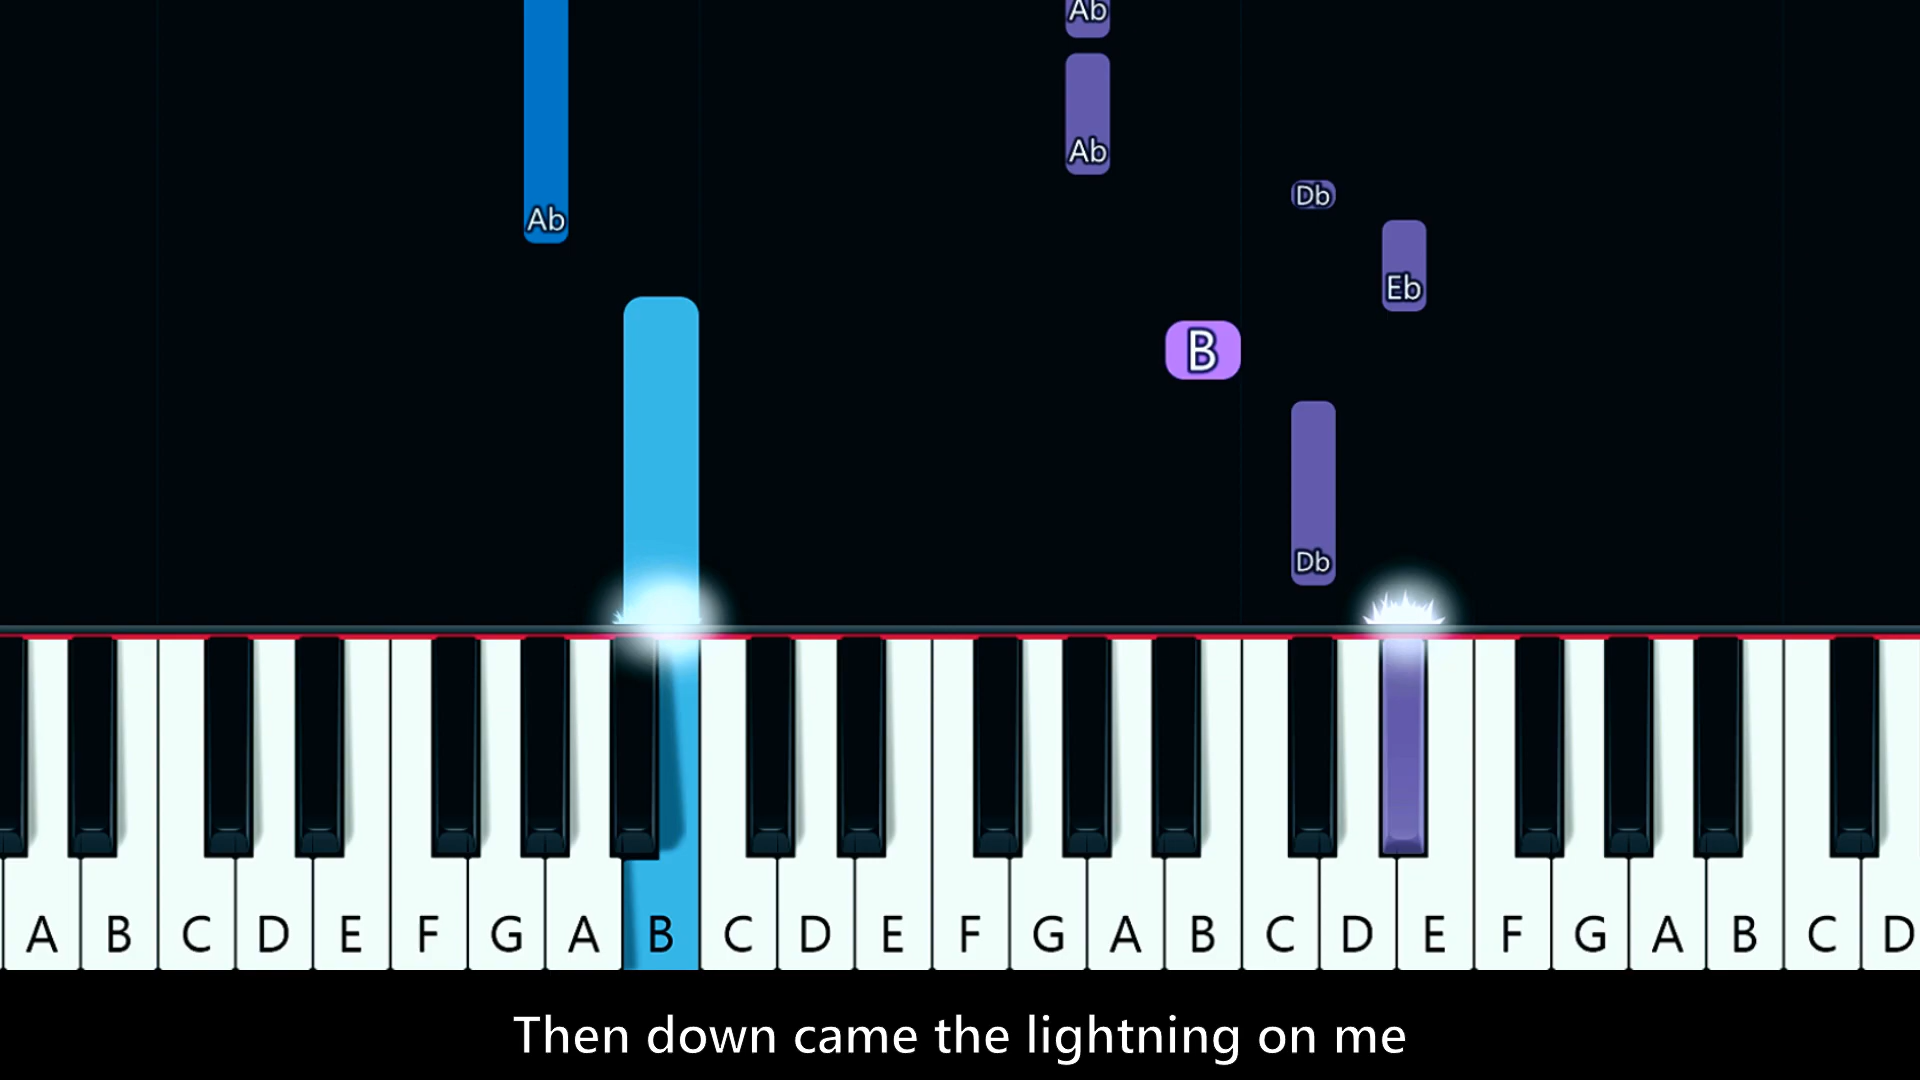 Ab
Ab
Db
Ab
Eb
B
Db
A B C D E F G A B C D E F G A B C D E F G A B C D
Then down came the lightning on me